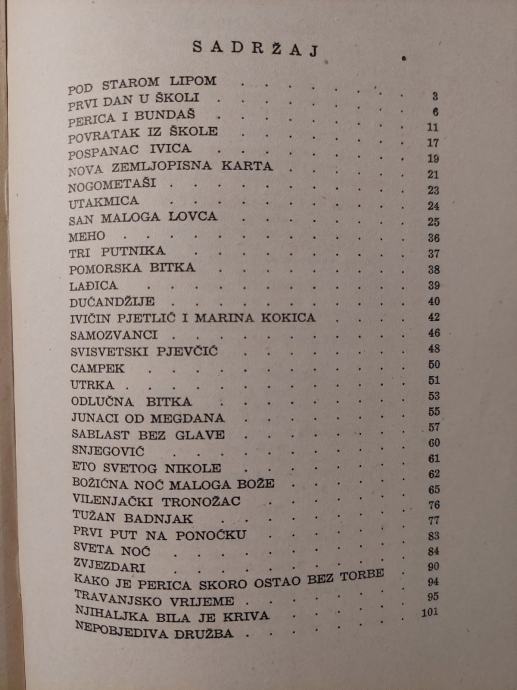 SADRŽAJ
POD STAROM LIPOM . . . . . . . 3
PRVI DAN U ŠKOLI . . . . . . . 6
PERICA I BUNDAŠ . . . . . . . 11
POVRATAK IZ ŠKOLE . . . . . . . 17
POSPANAC IVICA . . . . . . . . 19
NOVA ZEMLJOPISNA KARTA . . . . . 21
NOGOMETAŠI . . . . . . . . . 23
UTAKMICA . . . . . . . . . . 24
SAN MALOGA LOVCA . . . . . . . 25
MEHO . . . . . . . . . . . 36
TRI PUTNIKA . . . . . . . . . 37
POMORSKA BITKA . . . . . . . . 38
LAĐICA . . . . . . . . . . 39
DUĆANDŽIJE . . . . . . . . . 40
IVIČIN PJETLIĆ I MARINA KOKICA . . . . 42
SAMOZVANCI . . . . . . . . . 46
SVISVETSKI PJEVČIĆ . . . . . . . 48
CAMPEK . . . . . . . . . . 50
UTRKA . . . . . . . . . . . 51
ODLUČNA BITKA . . . . . . . . 53
JUNACI OD MEGDANA . . . . . . . 55
SABLAST BEZ GLAVE . . . . . . . 57
SNJEGOVIĆ . . . . . . . . . 60
ETO SVETOG NIKOLE . . . . . . . 61
BOŽIĆNA NOĆ MALOGA BOŽE . . . . . 62
VILENJAČKI TRONOŽAC . . . . . . 65
TUŽAN BADNJAK . . . . . . . . 76
PRVI PUT NA PONOĆKU . . . . . . 77
SVETA NOĆ . . . . . . . . . 83
ZVJEZDARI . . . . . . . . . 84
KAKO JE PERICA SKORO OSTAO BEZ TORBE . 90
TRAVANJSKO VRIJEME . . . . . . . 94
NJIHALJKA BILA JE KRIVA . . . . . 95
NEPOBJEDIVA DRUŽBA . . . . . . . 101